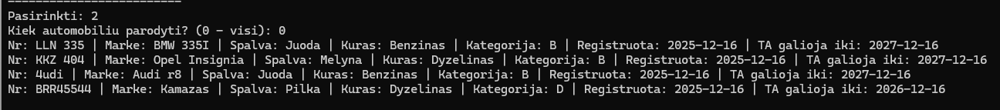 Pasirinkti: 2
Kiek automobiliu parodyti? (0 - visi): 0
Nr: LLN 335 | Marke: BMW 335I | Spalva: Juoda | Kuras: Benzinas | Kategorija: B | Registruota: 2025-12-16 | TA galioja iki: 2027-12-16
Nr: KKZ 404 | Marke: Opel Insignia | Spalva: Melyna | Kuras: Dyzelinas | Kategorija: B | Registruota: 2025-12-16 | TA galioja iki: 2027-12-16
Nr: 4udi | Marke: Audi r8 | Spalva: Juoda | Kuras: Benzinas | Kategorija: B | Registruota: 2025-12-16 | TA galioja iki: 2027-12-16
Nr: BRR45544 | Marke: Kamazas | Spalva: Pilka | Kuras: Dyzelinas | Kategorija: D | Registruota: 2025-12-16 | TA galioja iki: 2026-12-16